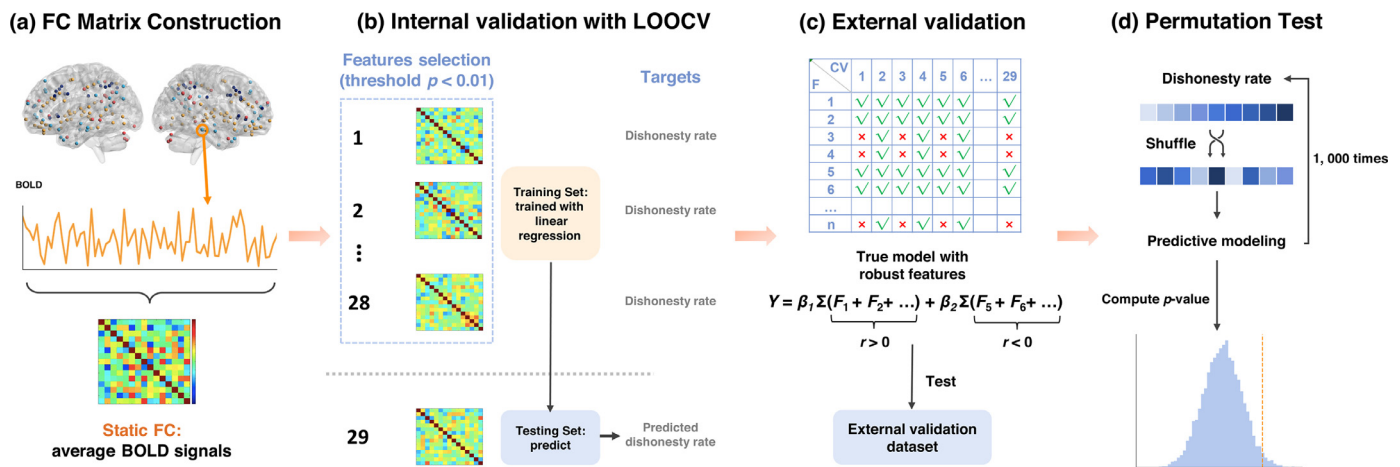 (a) FC Matrix Construction
BOLD
Static FC:
average BOLD signals
(b) Internal validation with LOOCV
Features selection
(threshold p < 0.01)
Targets
1
Dishonesty rate
2
Dishonesty rate
⋮
28
Dishonesty rate
Training Set:
trained with
linear
regression
29
Testing Set:
predict
Predicted
dishonesty rate
(c) External validation
CV
F
1 2 3 4 5 6 ... 29
1 √ √ √ √ √ √ √
2 √ √ √ √ √ √ √
3 × √ × √ × √ ×
4 × √ × √ × √ ×
5 √ √ √ √ √ √ √
6 √ √ √ √ √ √ √
...
n × √ × √ × √ ×
True model with
robust features
Y = β1 Σ(F1 + F2+ ...) + β2 Σ(F5 + F6+ ...)
r > 0 r < 0
Test
External validation
dataset
(d) Permutation Test
Dishonesty rate
Shuffle
1, 000 times
Predictive modeling
Compute p-value